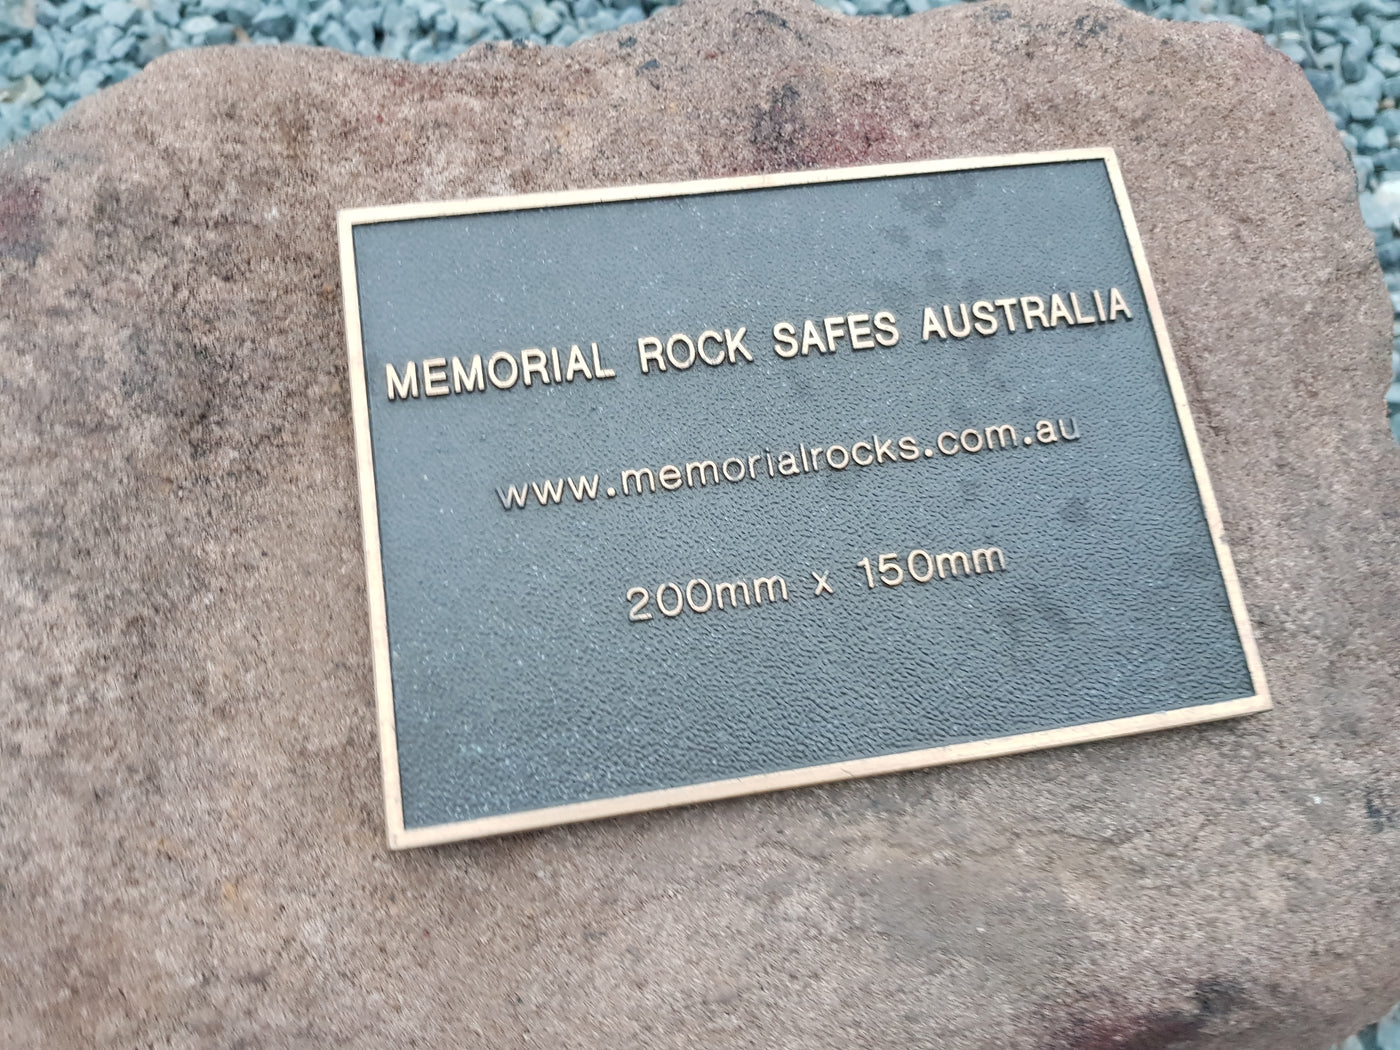 MEMORIAL ROCK SAFES AUSTRALIA
www.memorialrocks.com.au
200mm x 150mm